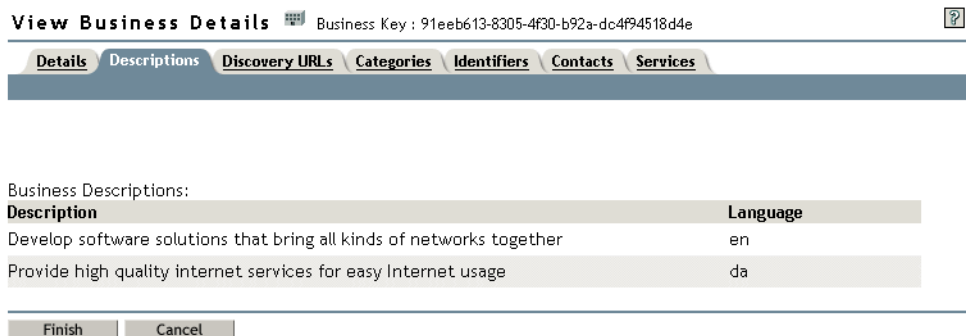 View Business Details Business Key : 91eeb613-8305-4f30-b92a-dc4f94518d4e ?
Details Descriptions Discovery URLs Categories Identifiers Contacts Services
Business Descriptions:
Description Language
Develop software solutions that bring all kinds of networks together en
Provide high quality internet services for easy Internet usage da
Finish Cancel